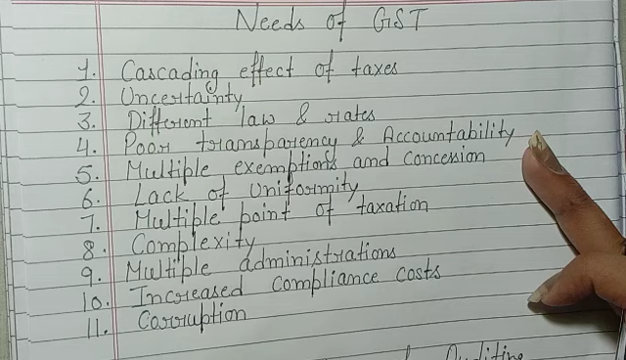 Needs of GST
1. Cascading effect of taxes
2. Uncertainty
3. Different law & rates
4. Poor transparency & Accountability
5. Multiple exemptions and concession
6. Lack of Uniformity
7. Multiple point of taxation
8. Complexity
9. Multiple administrations
10. Increased compliance costs
11. Corruption
Auditing